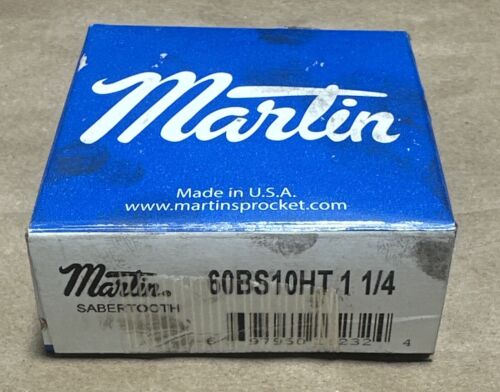 Martin
Made in U.S.A.
www.martinsprocket.com
Martin
SABERTOOTH
60BS10HT 1 1/4